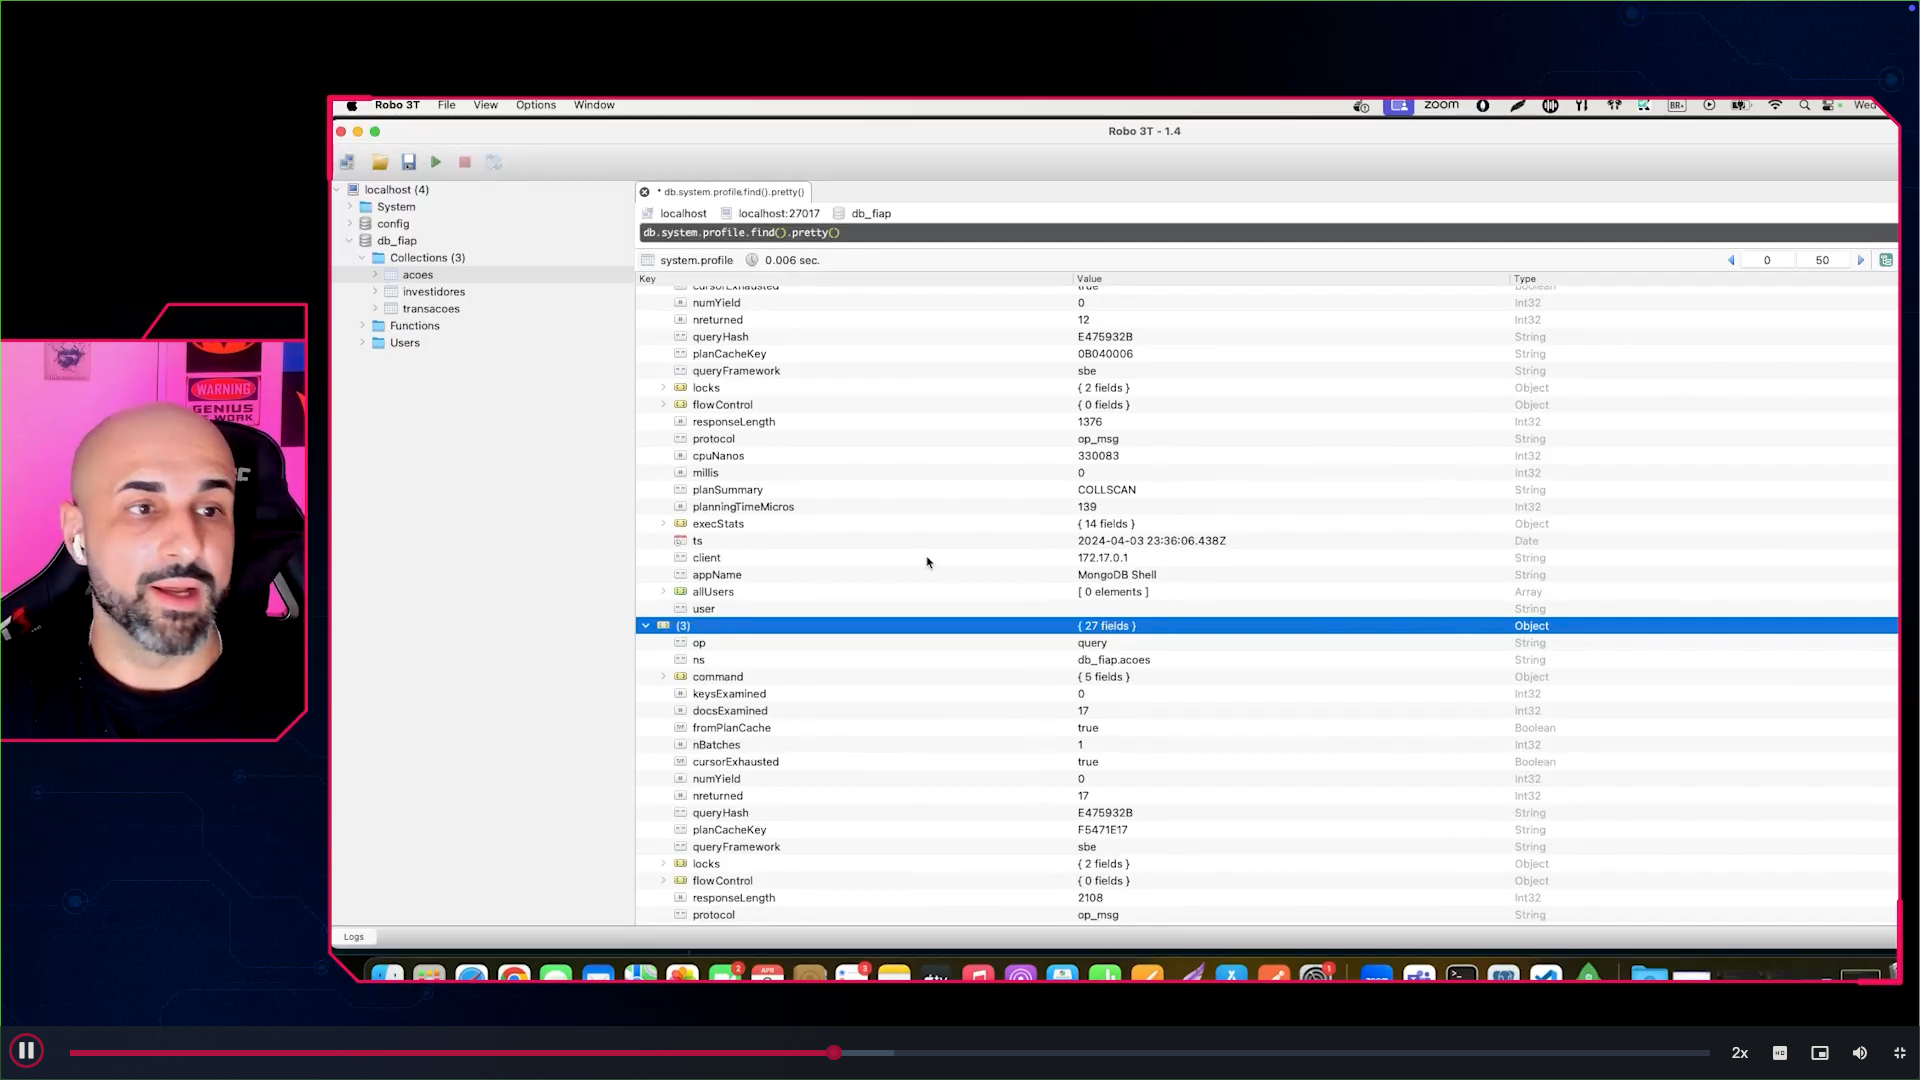 Robo 3T File View Options Window zoom BR Wed
Robo 3T - 1.4
localhost (4)
System
config
db_fiap
Collections (3)
acoes
investidores
transacoes
Functions
Users
* db.system.profile.find().pretty()
localhost localhost:27017 db_fiap
db.system.profile.find().pretty()
system.profile 0.006 sec. 0 50
Key Value Type
cursorExhausted true Boolean
numYield 0 Int32
nreturned 12 Int32
queryHash E475932B String
planCacheKey 0B040006 String
queryFramework sbe String
locks { 2 fields } Object
flowControl { 0 fields } Object
responseLength 1376 Int32
protocol op_msg String
cpuNanos 330083 Int32
millis 0 Int32
planSummary COLLSCAN String
planningTimeMicros 139 Int32
execStats { 14 fields } Object
ts 2024-04-03 23:36:06.438Z Date
client 172.17.0.1 String
appName MongoDB Shell String
allUsers [ 0 elements ] Array
user String
(3) { 27 fields } Object
op query String
ns db_fiap.acoes String
command { 5 fields } Object
keysExamined 0 Int32
docsExamined 17 Int32
fromPlanCache true Boolean
nBatches 1 Int32
cursorExhausted true Boolean
numYield 0 Int32
nreturned 17 Int32
queryHash E475932B String
planCacheKey F5471E17 String
queryFramework sbe String
locks { 2 fields } Object
flowControl { 0 fields } Object
responseLength 2108 Int32
protocol op_msg String
Logs
WARNING
GENIUS
2x